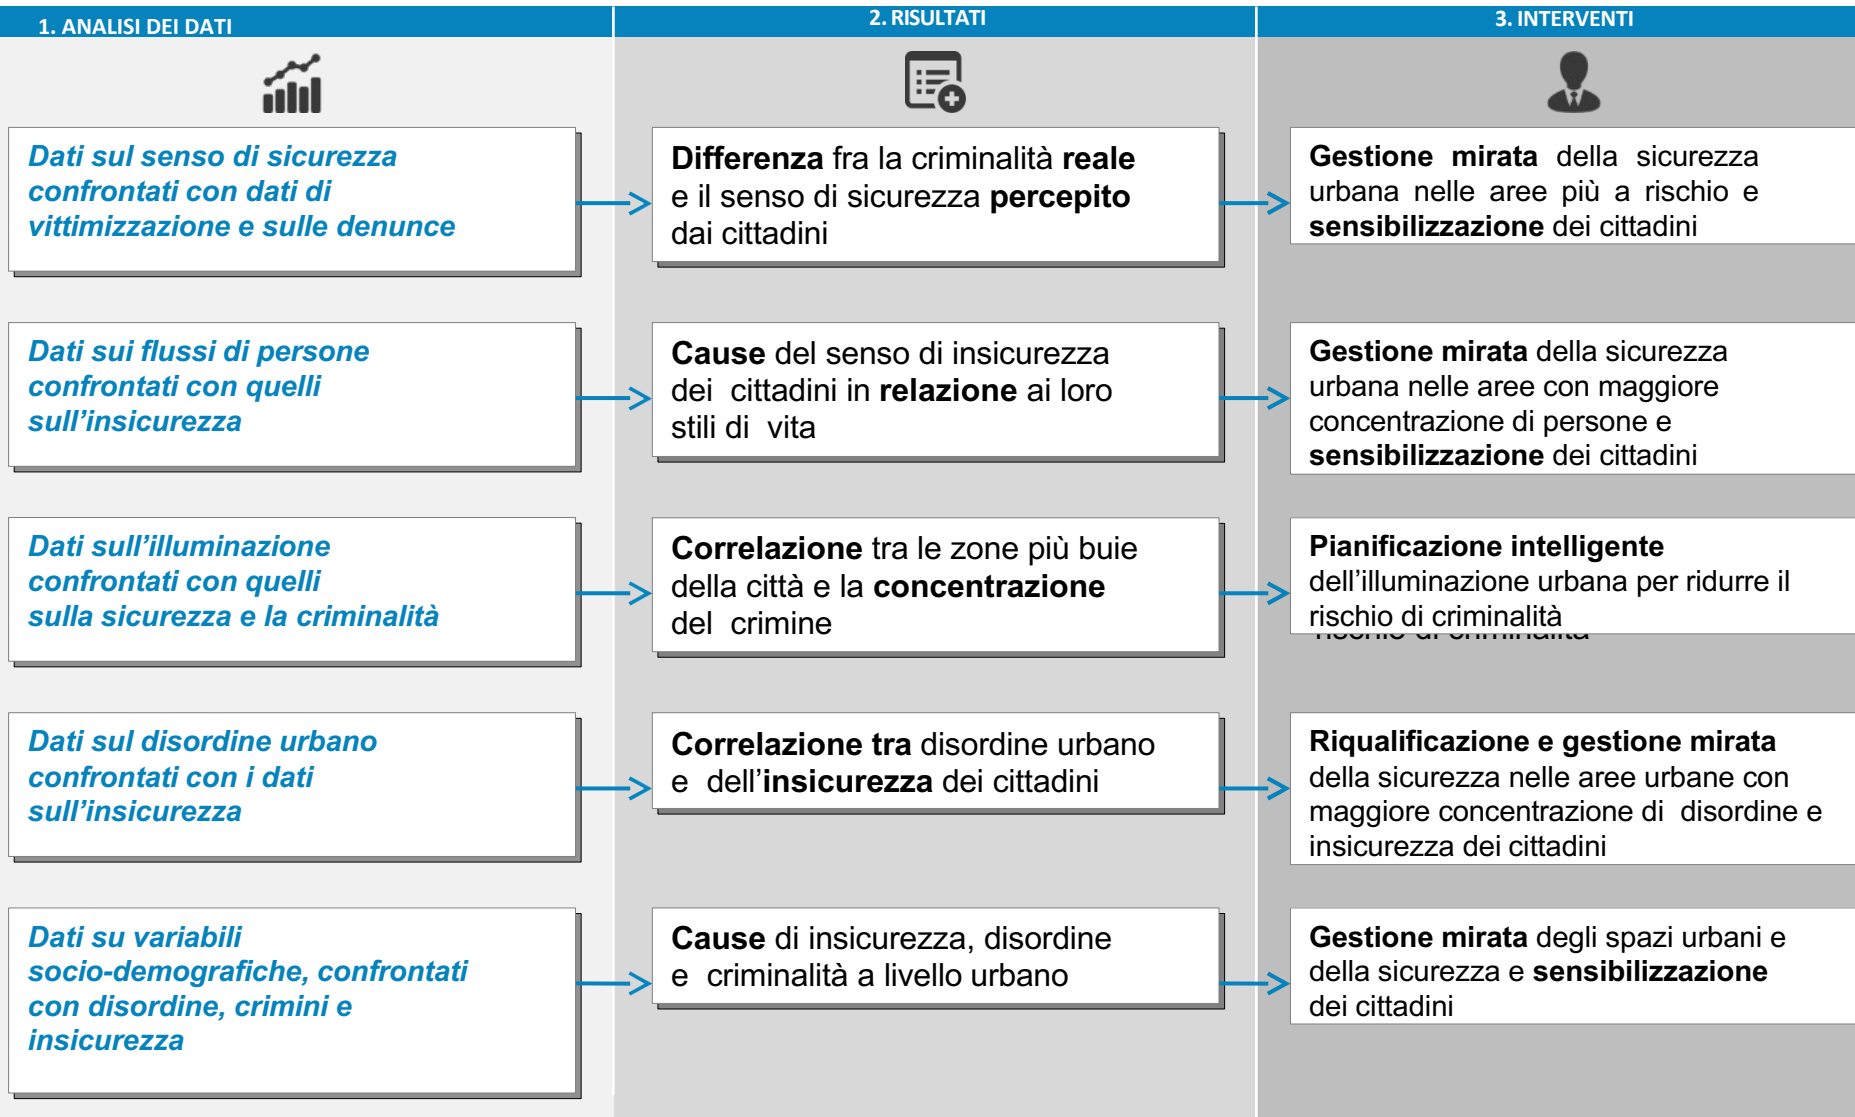 1. ANALISI DEI DATI
2. RISULTATI
3. INTERVENTI
Dati sul senso di sicurezza
confrontati con dati di
vittimizzazione e sulle denunce
Differenza fra la criminalità reale
e il senso di sicurezza percepito
dai cittadini
Gestione mirata della sicurezza
urbana nelle aree più a rischio e
sensibilizzazione dei cittadini
Dati sui flussi di persone
confrontati con quelli
sull’insicurezza
Cause del senso di insicurezza
dei cittadini in relazione ai loro
stili di vita
Gestione mirata della sicurezza
urbana nelle aree con maggiore
concentrazione di persone e
sensibilizzazione dei cittadini
Dati sull’illuminazione
confrontati con quelli
sulla sicurezza e la criminalità
Correlazione tra le zone più buie
della città e la concentrazione
del crimine
Pianificazione intelligente
dell’illuminazione urbana per ridurre il
rischio di criminalità
rischio di criminalità
Dati sul disordine urbano
confrontati con i dati
sull’insicurezza
Correlazione tra disordine urbano
e dell’insicurezza dei cittadini
Riqualificazione e gestione mirata
della sicurezza nelle aree urbane con
maggiore concentrazione di disordine e
insicurezza dei cittadini
Dati su variabili
socio-demografiche, confrontati
con disordine, crimini e
insicurezza
Cause di insicurezza, disordine
e criminalità a livello urbano
Gestione mirata degli spazi urbani e
della sicurezza e sensibilizzazione
dei cittadini